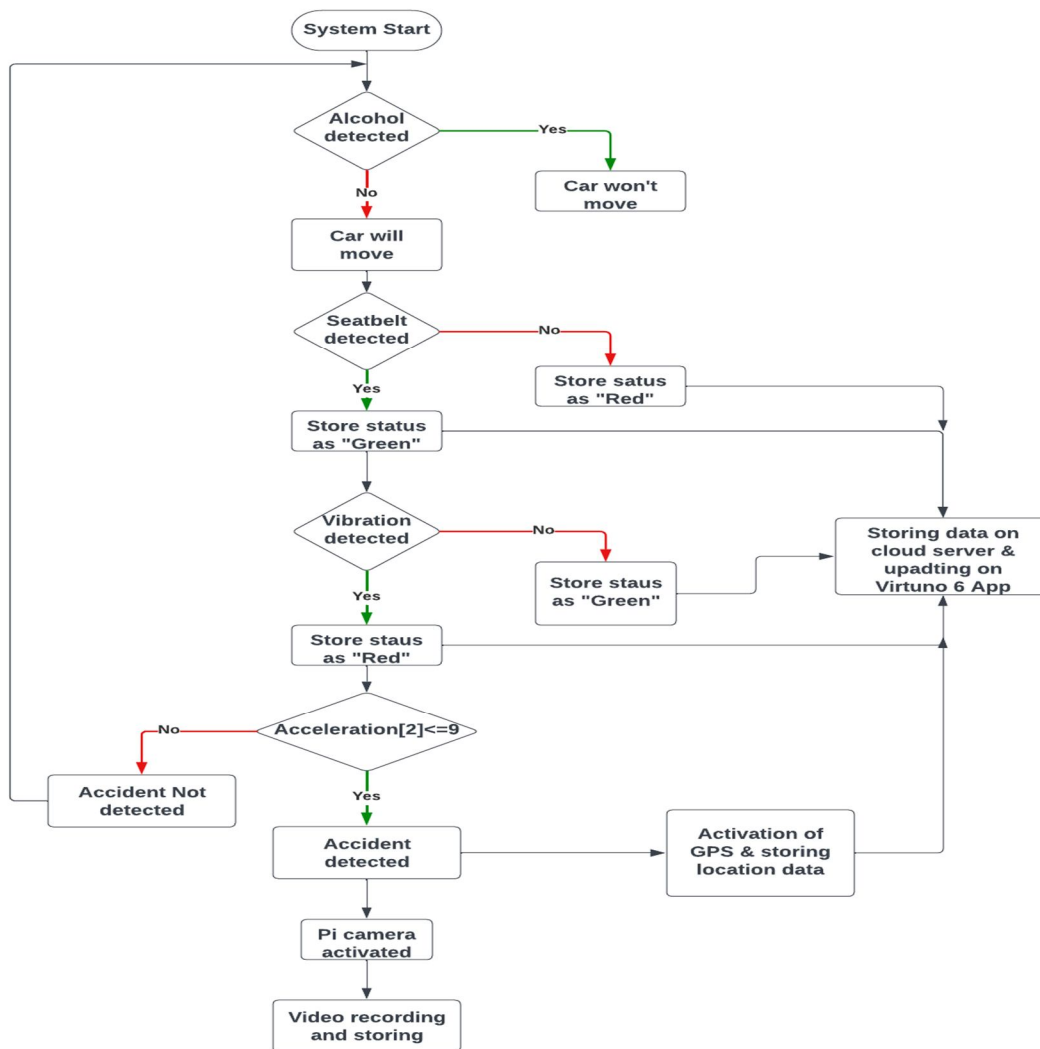 System Start
Alcohol
detected
Yes
Car won't
move
No
Car will
move
Seatbelt
detected
No
Store satus
as "Red"
Yes
Store status
as "Green"
Vibration
detected
No
Store staus
as "Green"
Storing data on
cloud server &
upadting on
Virtuno 6 App
Yes
Store staus
as "Red"
Acceleration[2]<=9
No
Accident Not
detected
Yes
Accident
detected
Activation of
GPS & storing
location data
Pi camera
activated
Video recording
and storing